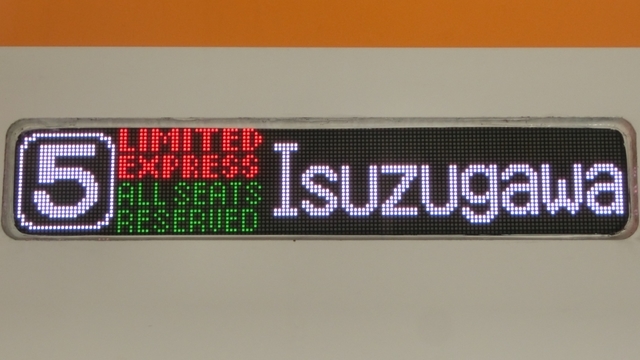 5
LIMITED
EXPRESS
ALL SEATS
RESERVED
Isuzugawa